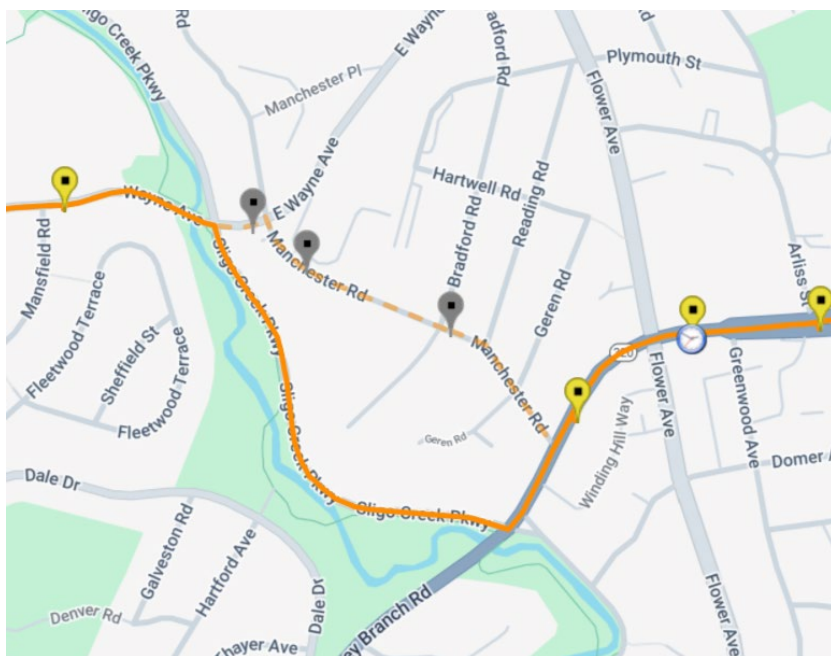 Sligo Creek Pkwy
Rd
Manchester Pl
E Wayne Ave
Bradford Rd
Flower Ave
Plymouth St
Wayne Ave
E Wayne Ave
Hartwell Rd
Reading Rd
Mansfield Rd
Manchester Rd
Bradford Rd
Geren Rd
Arliss St
Sligo Creek Pkwy
Fleetwood Terrace
Sheffield St
Fleetwood Terrace
Manchester Rd
320
Flower Ave
Greenwood Ave
Geren Rd
Winding Hill Way
Domer A
Sligo Creek Pkwy
Sligo Creek Pkwy
Dale Dr
Galveston Rd
Hartford Ave
Dale Dr
ey Branch Rd
Flower Ave
Denver Rd
Thayer Ave